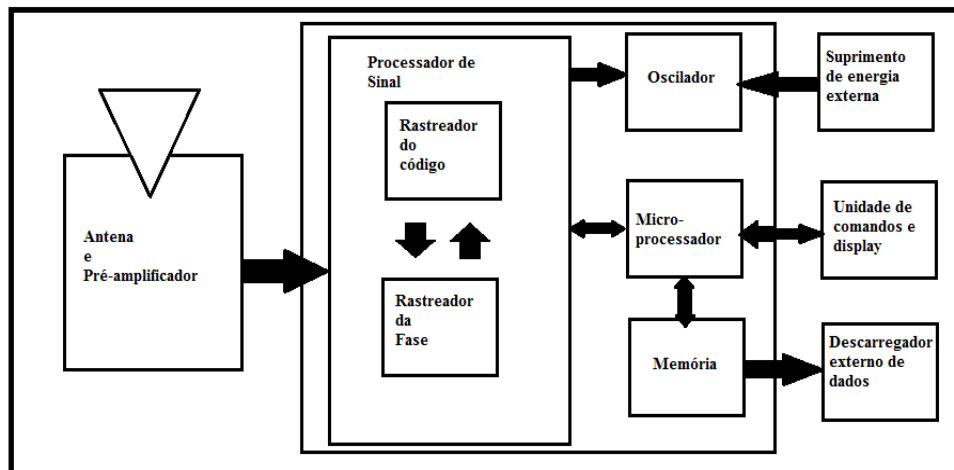 Antena
e
Pré-amplificador
Processador de
Sinal
Rastreador
do
código
Rastreador
da
Fase
Oscilador
Micro-
processador
Memória
Suprimento
de energia
externa
Unidade de
comandos e
display
Descarregador
externo de
dados